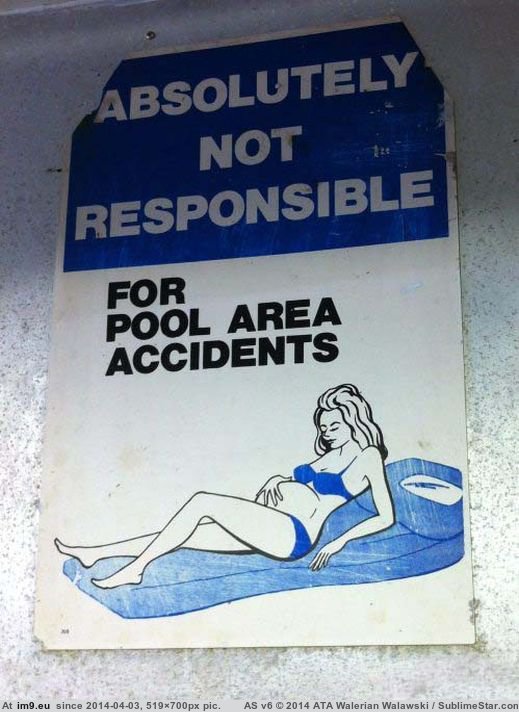 ABSOLUTELY
NOT
RESPONSIBLE
FOR
POOL AREA
ACCIDENTS
At im9.eu since 2014-04-03, 519×700px pic. AS v6 © 2014 ATA Walerian Walawski / SublimeStar.com